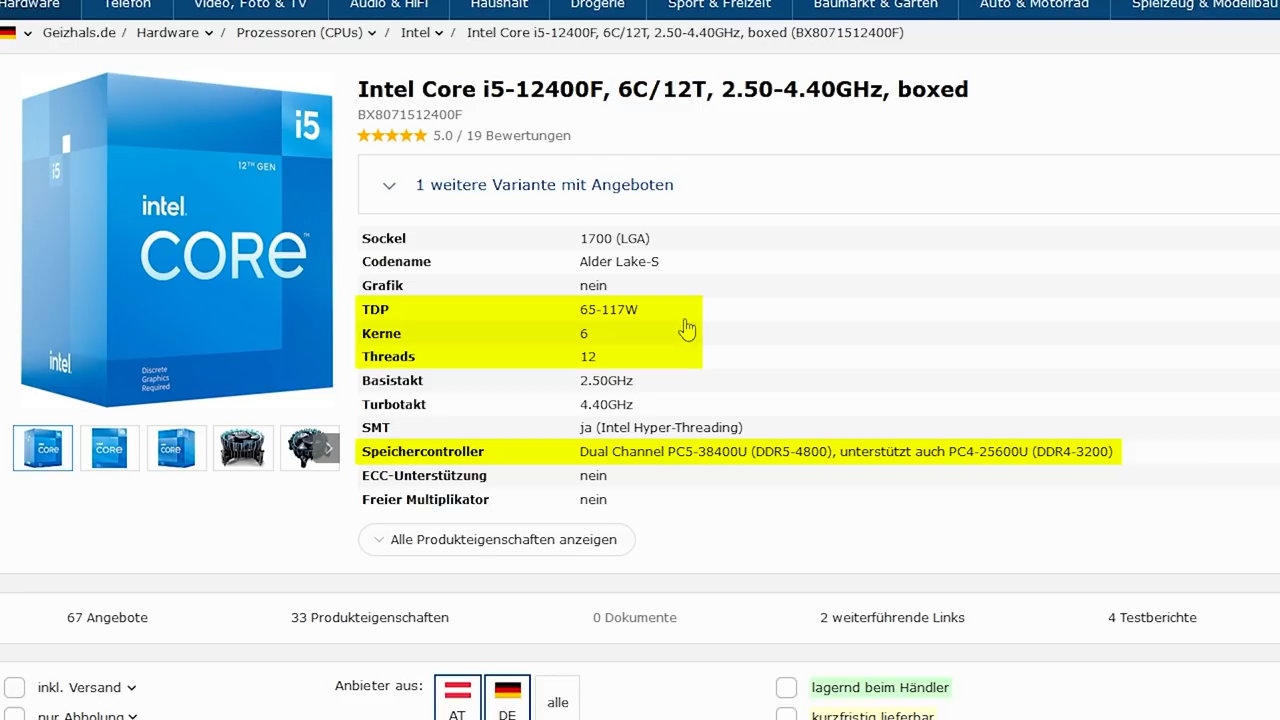 Hardware Telefon Video, Foto & TV Audio & HIFI Haushalt Drogerie Sport & Freizeit Baumarkt & Garten Auto & Motorrad Spielzeug & Modellbau
Geizhals.de / Hardware / Prozessoren (CPUs) / Intel / Intel Core i5-12400F, 6C/12T, 2.50-4.40GHz, boxed (BX8071512400F)
Intel Core i5-12400F, 6C/12T, 2.50-4.40GHz, boxed
BX8071512400F
5.0 / 19 Bewertungen
1 weitere Variante mit Angeboten
i5
i5
12TH GEN
intel.
CORE™
intel.
Discrete
Graphics
Required
Sockel 1700 (LGA)
Codename Alder Lake-S
Grafik nein
TDP 65-117W
Kerne 6
Threads 12
Basistakt 2.50GHz
Turbotakt 4.40GHz
SMT ja (Intel Hyper-Threading)
Speichercontroller Dual Channel PC5-38400U (DDR5-4800), unterstützt auch PC4-25600U (DDR4-3200)
ECC-Unterstützung nein
Freier Multiplikator nein
CORE CORE CORE
Alle Produkteigenschaften anzeigen
67 Angebote 33 Produkteigenschaften 0 Dokumente 2 weiterführende Links 4 Testberichte
inkl. Versand Anbieter aus: AT DE alle lagernd beim Händler
nur Abholung kurzfristig lieferbar